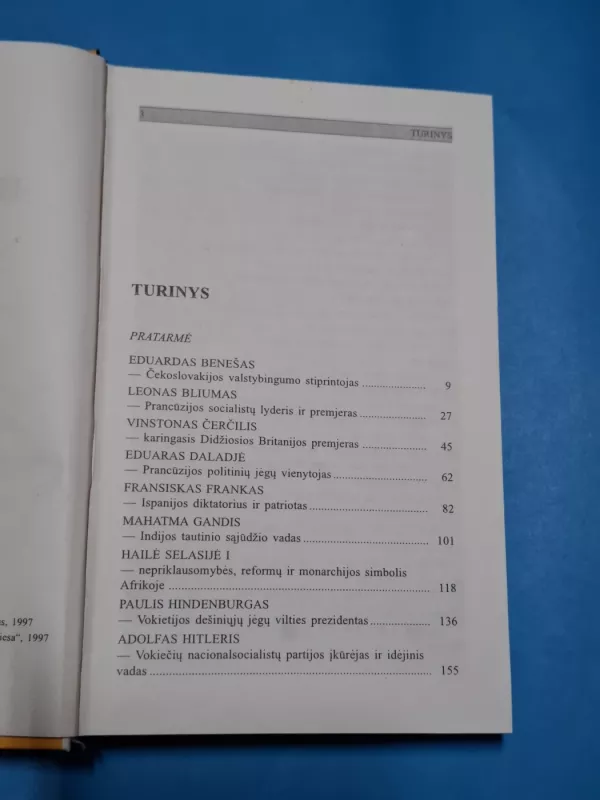 TURINYS
TURINYS
PRATARMĖ
EDUARDAS BENEŠAS
— Čekoslovakijos valstybingumo stiprintojas ................ 9
LEONAS BLIUMAS
— Prancūzijos socialistų lyderis ir premjeras ................ 27
VINSTONAS ČERČILIS
— karingasis Didžiosios Britanijos premjeras ................ 45
EDUARAS DALADJĖ
— Prancūzijos politinių jėgų vienytojas ................ 62
FRANSISKAS FRANKAS
— Ispanijos diktatorius ir patriotas ................ 82
MAHATMA GANDIS
— Indijos tautinio sąjūdžio vadas ................ 101
HAILĖ SELASIJĖ I
— nepriklausomybės, reformų ir monarchijos simbolis
Afrikoje ................ 118
PAULIS HINDENBURGAS
— Vokietijos dešiniųjų jėgų vilties prezidentas ................ 136
ADOLFAS HITLERIS
— Vokiečių nacionalsocialistų partijos įkūrėjas ir idėjinis
vadas ................ 155
1997
1997